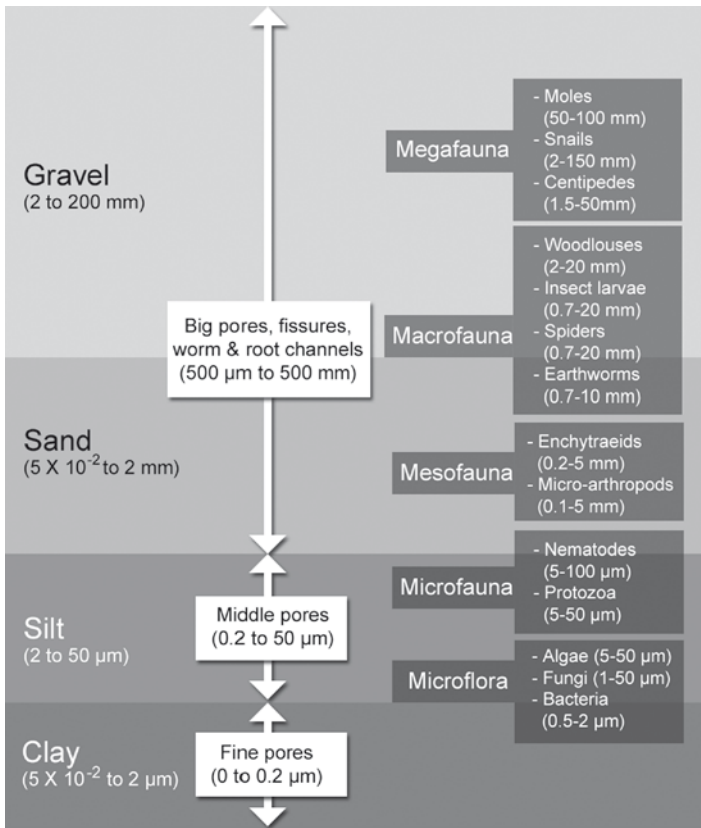 Gravel
(2 to 200 mm)
Sand
(5 X 10⁻² to 2 mm)
Silt
(2 to 50 µm)
Clay
(5 X 10⁻² to 2 µm)
Big pores, fissures,
worm & root channels
(500 µm to 500 mm)
Middle pores
(0.2 to 50 µm)
Fine pores
(0 to 0.2 µm)
Megafauna
- Moles
(50-100 mm)
- Snails
(2-150 mm)
- Centipedes
(1.5-50mm)
Macrofauna
- Woodlouses
(2-20 mm)
- Insect larvae
(0.7-20 mm)
- Spiders
(0.7-20 mm)
- Earthworms
(0.7-10 mm)
Mesofauna
- Enchytraeids
(0.2-5 mm)
- Micro-arthropods
(0.1-5 mm)
Microfauna
- Nematodes
(5-100 µm)
- Protozoa
(5-50 µm)
Microflora
- Algae (5-50 µm)
- Fungi (1-50 µm)
- Bacteria
(0.5-2 µm)